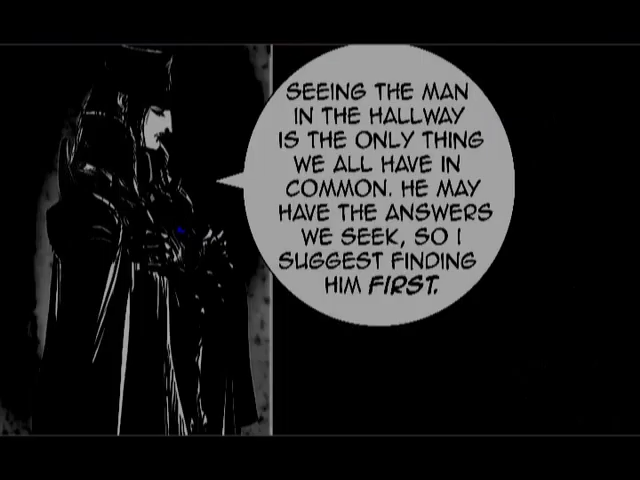 SEEING THE MAN
IN THE HALLWAY
IS THE ONLY THING
WE ALL HAVE IN
COMMON. HE MAY
HAVE THE ANSWERS
WE SEEK, SO I
SUGGEST FINDING
HIM FIRST.